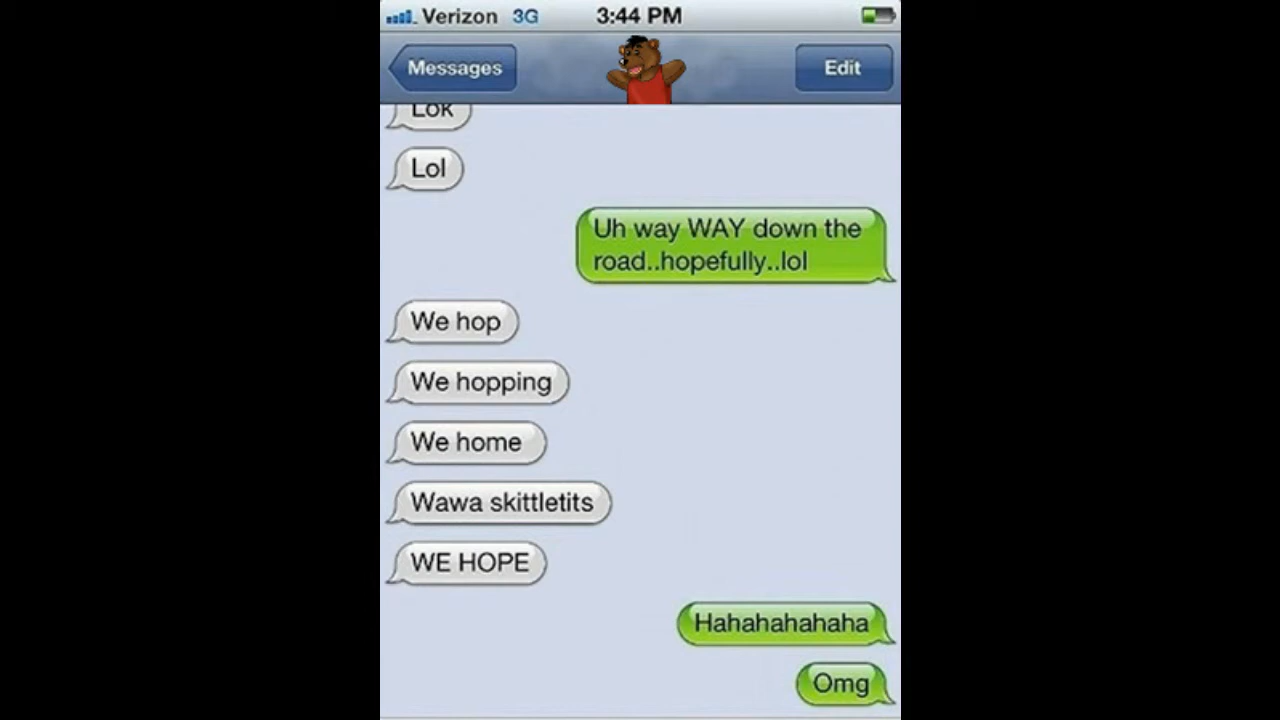 Verizon 3G 3:44 PM
Messages Edit
Lok
Lol
Uh way WAY down the
road..hopefully..lol
We hop
We hopping
We home
Wawa skittletits
WE HOPE
Hahahahahaha
Omg